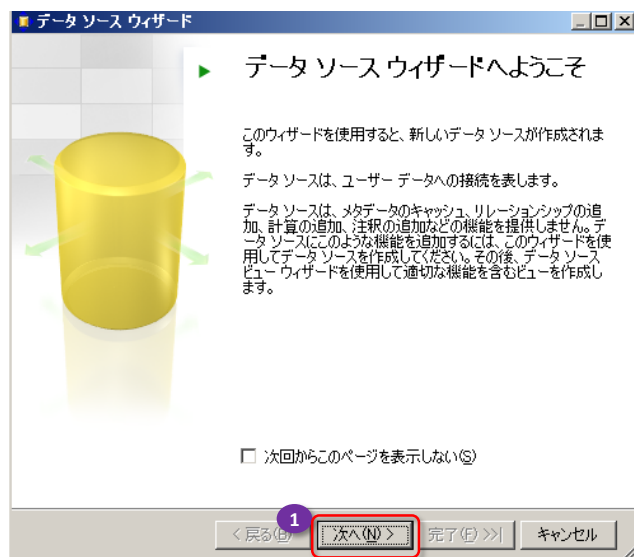 データ ソース ウィザード
データ ソース ウィザードへようこそ
このウィザードを使用すると、新しいデータ ソースが作成されま
す。
データ ソースは、ユーザー データへの接続を表します。
データ ソースは、メタデータのキャッシュ、リレーションシップの追
加、計算の追加、注釈の追加などの機能を提供しません。デ
ータ ソースにこのような機能を追加するには、このウィザードを使
用してデータ ソースを作成してください。その後、データ ソース
ビュー ウィザードを使用して適切な機能を含むビューを作成し
ます。
次回からこのページを表示しない(S)
1
< 戻る(B) 次へ(N) > 完了(F) >>| キャンセル